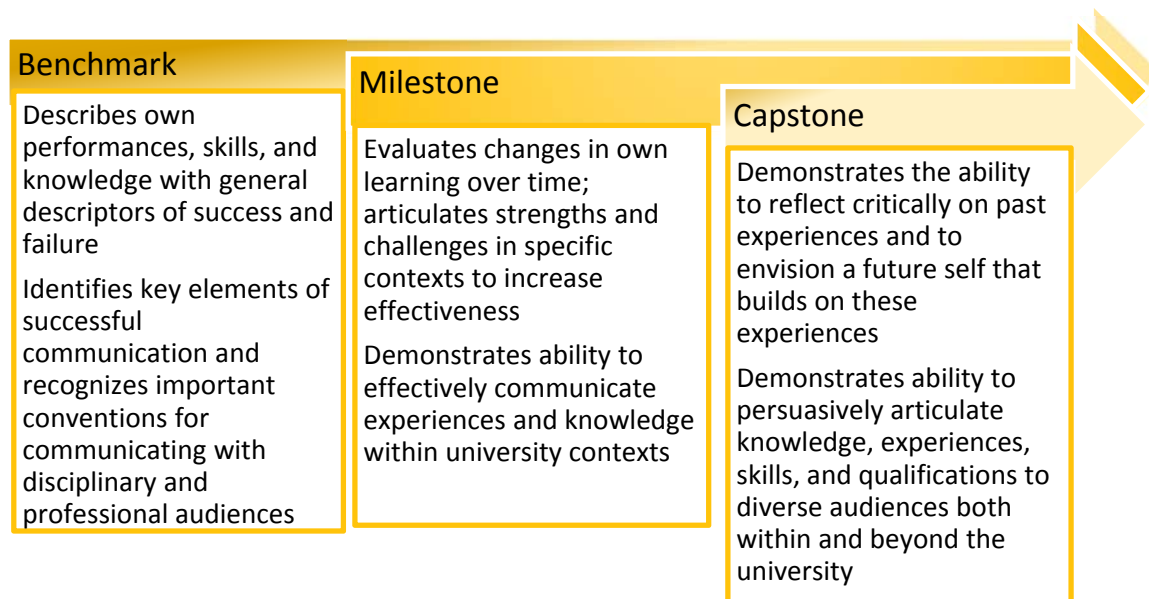 Benchmark
Describes own
performances, skills, and
knowledge with general
descriptors of success and
failure
Identifies key elements of
successful
communication and
recognizes important
conventions for
communicating with
disciplinary and
professional audiences
Milestone
Evaluates changes in own
learning over time;
articulates strengths and
challenges in specific
contexts to increase
effectiveness
Demonstrates ability to
effectively communicate
experiences and knowledge
within university contexts
Capstone
Demonstrates the ability
to reflect critically on past
experiences and to
envision a future self that
builds on these
experiences
Demonstrates ability to
persuasively articulate
knowledge, experiences,
skills, and qualifications to
diverse audiences both
within and beyond the
university